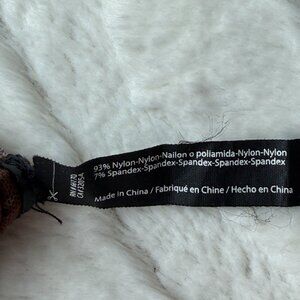 93% Nylon-Nylon-Nailon o poliamida-Nylon-Nylon
7% Spandex-Spandex-Spandex-Spandex-Spandex
Made in China / Fabriqué en Chine / Hecho en China